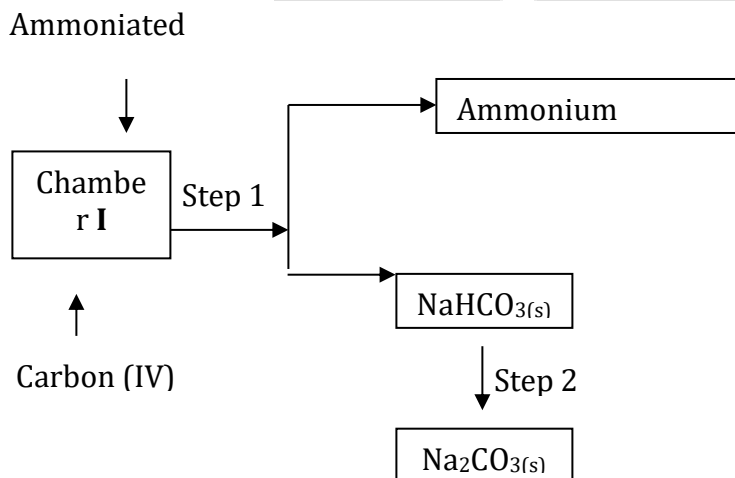 Ammoniated
Ammonium
Chambe
r I
Step 1
NaHCO₃₍ₛ₎
Carbon (IV)
Step 2
Na₂CO₃₍ₛ₎